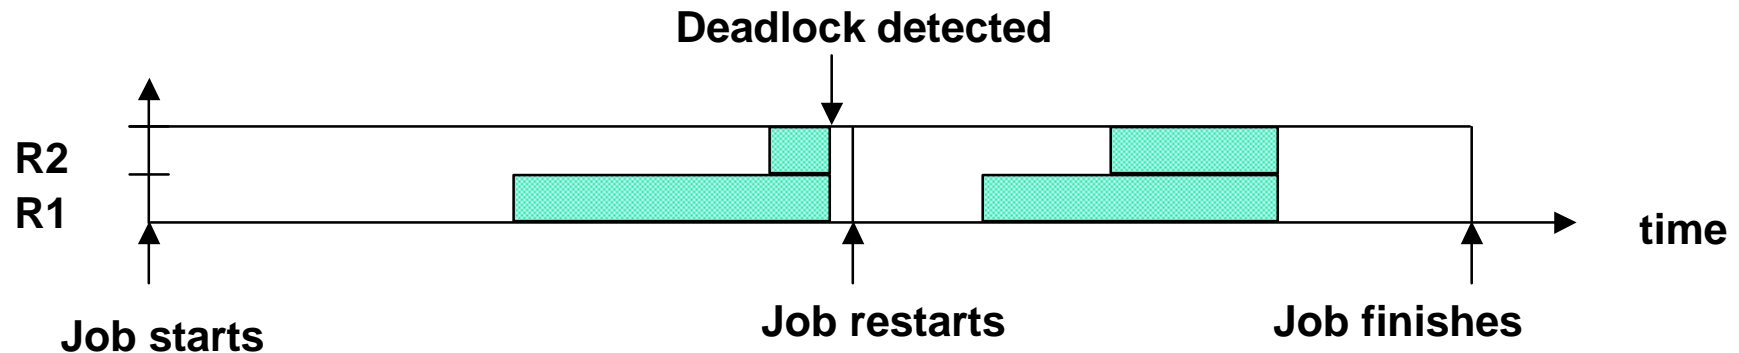 Deadlock detected
R2
R1
time
Job starts
Job restarts
Job finishes